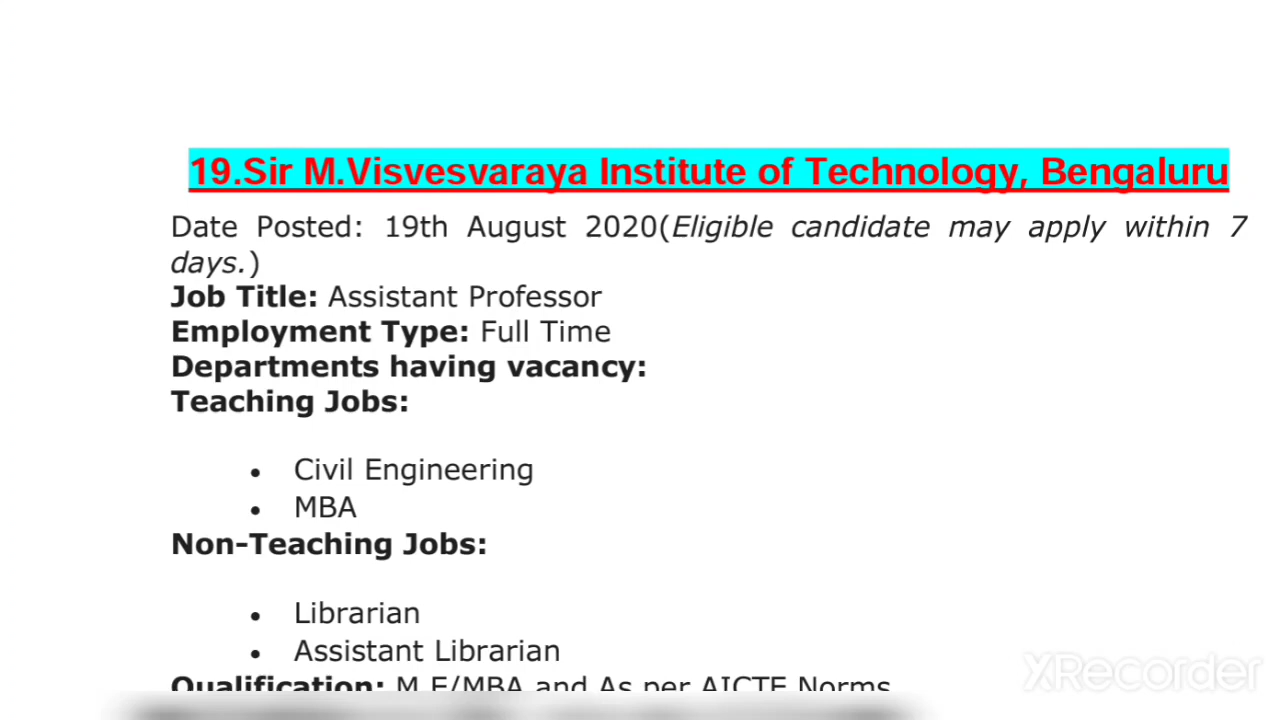 19.Sir M.Visvesvaraya Institute of Technology, Bengaluru
Date Posted: 19th August 2020(Eligible candidate may apply within 7
days.)
Job Title: Assistant Professor
Employment Type: Full Time
Departments having vacancy:
Teaching Jobs:
• Civil Engineering
• MBA
Non-Teaching Jobs:
• Librarian
• Assistant Librarian
Qualification: M.E/MBA and As per AICTE Norms
XRecorder